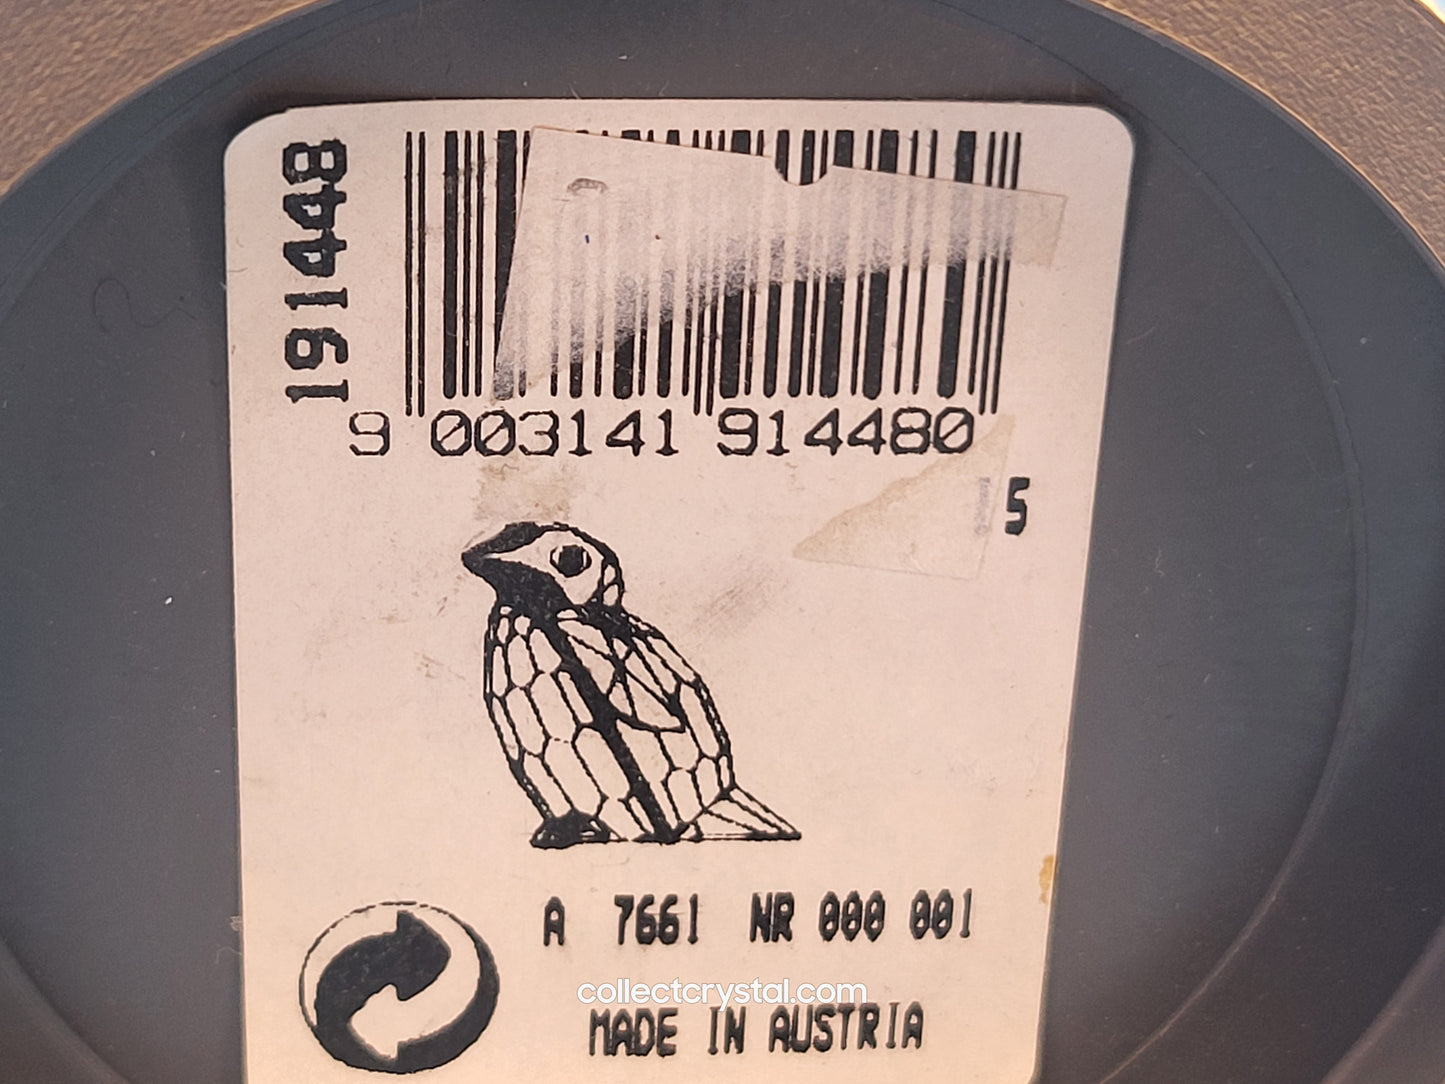 191448
9 003141 914480
5
A 7661 NR 000 001
collectcrystal.com
MADE IN AUSTRIA